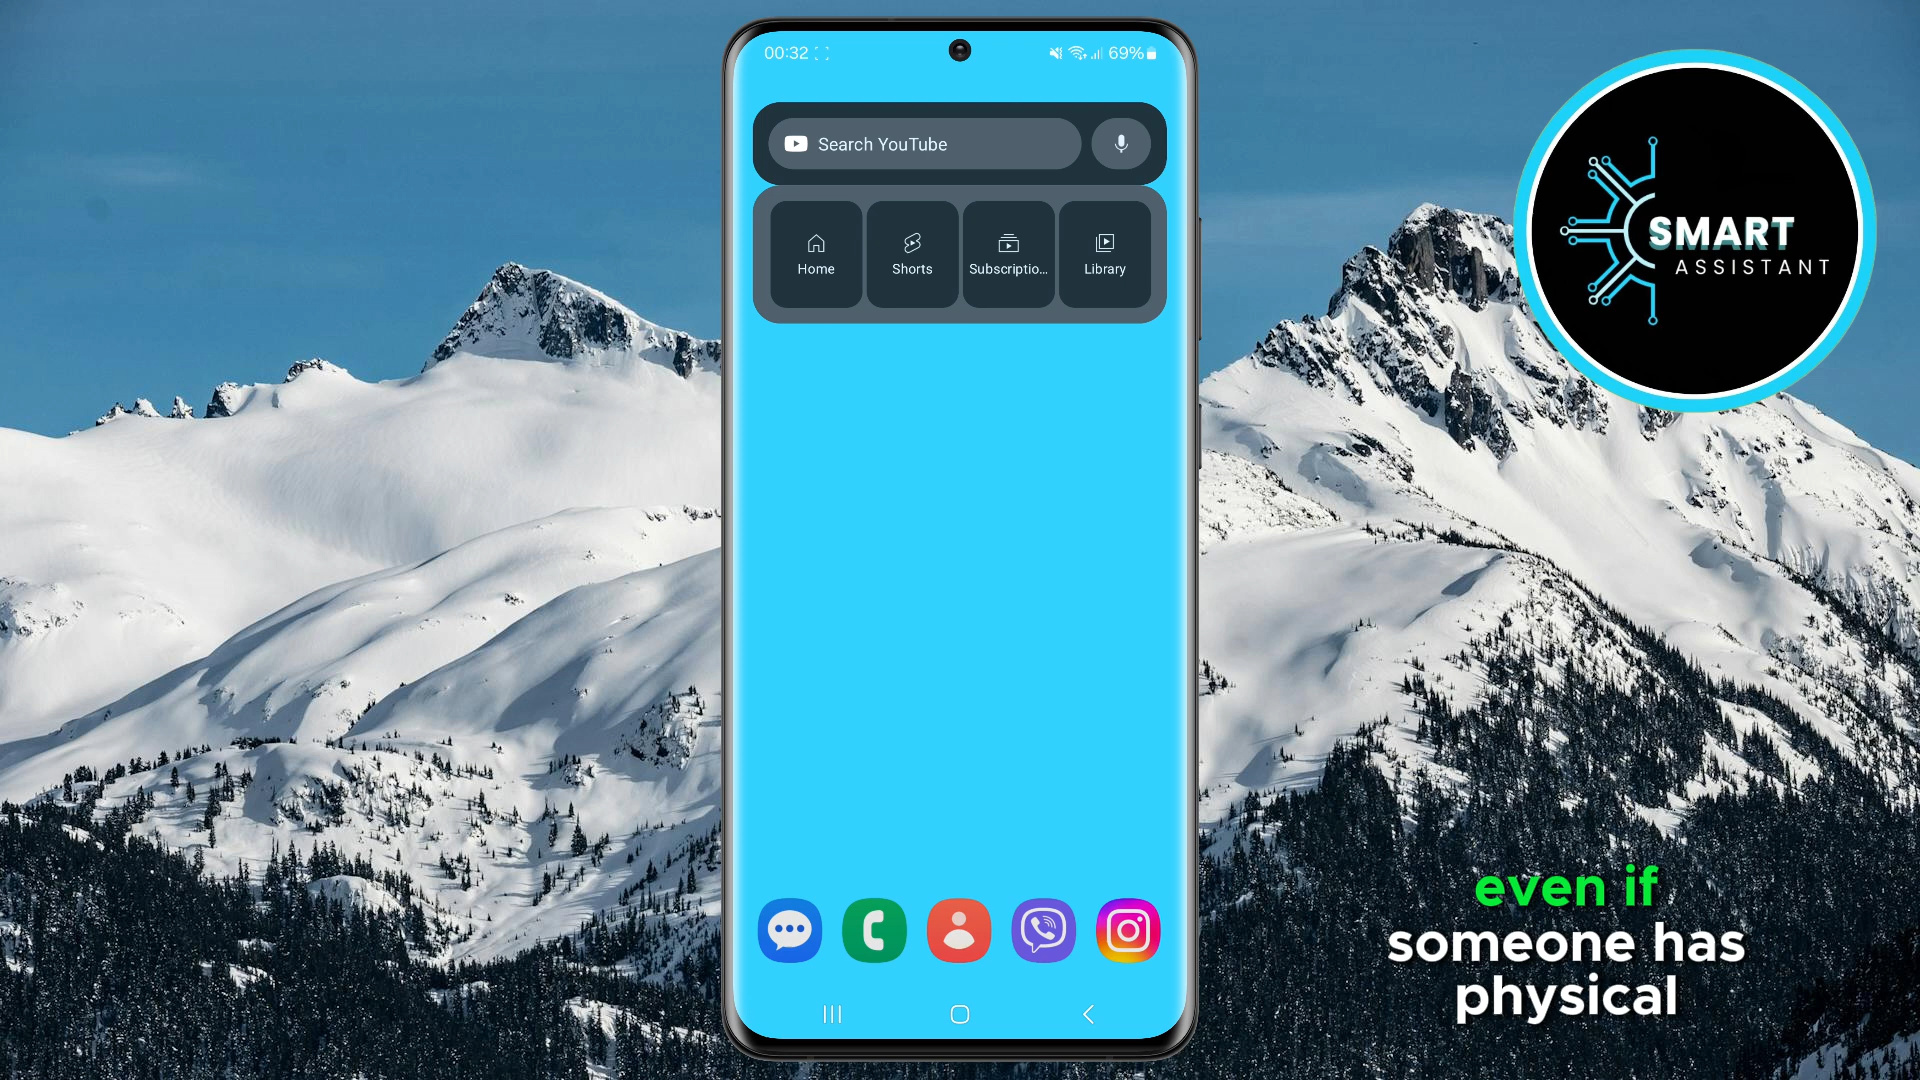 00:32
69%
Search YouTube
Home
Shorts
Subscriptio...
Library
SMART
ASSISTANT
even if
someone has
physical